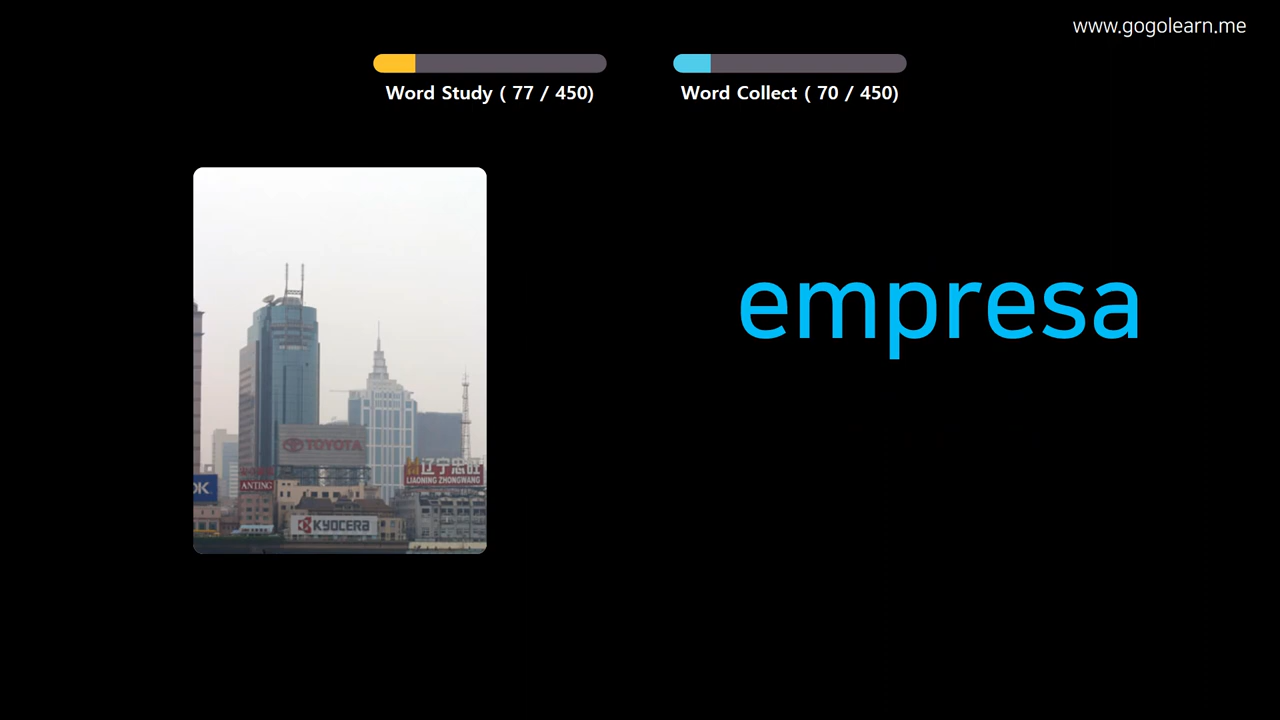 www.gogolearn.me
Word Study ( 77 / 450)
Word Collect ( 70 / 450)
empresa
TOYOTA
辽宁忠旺
LIAONING ZHONGWANG
OK.
ANTING
KYOCERA